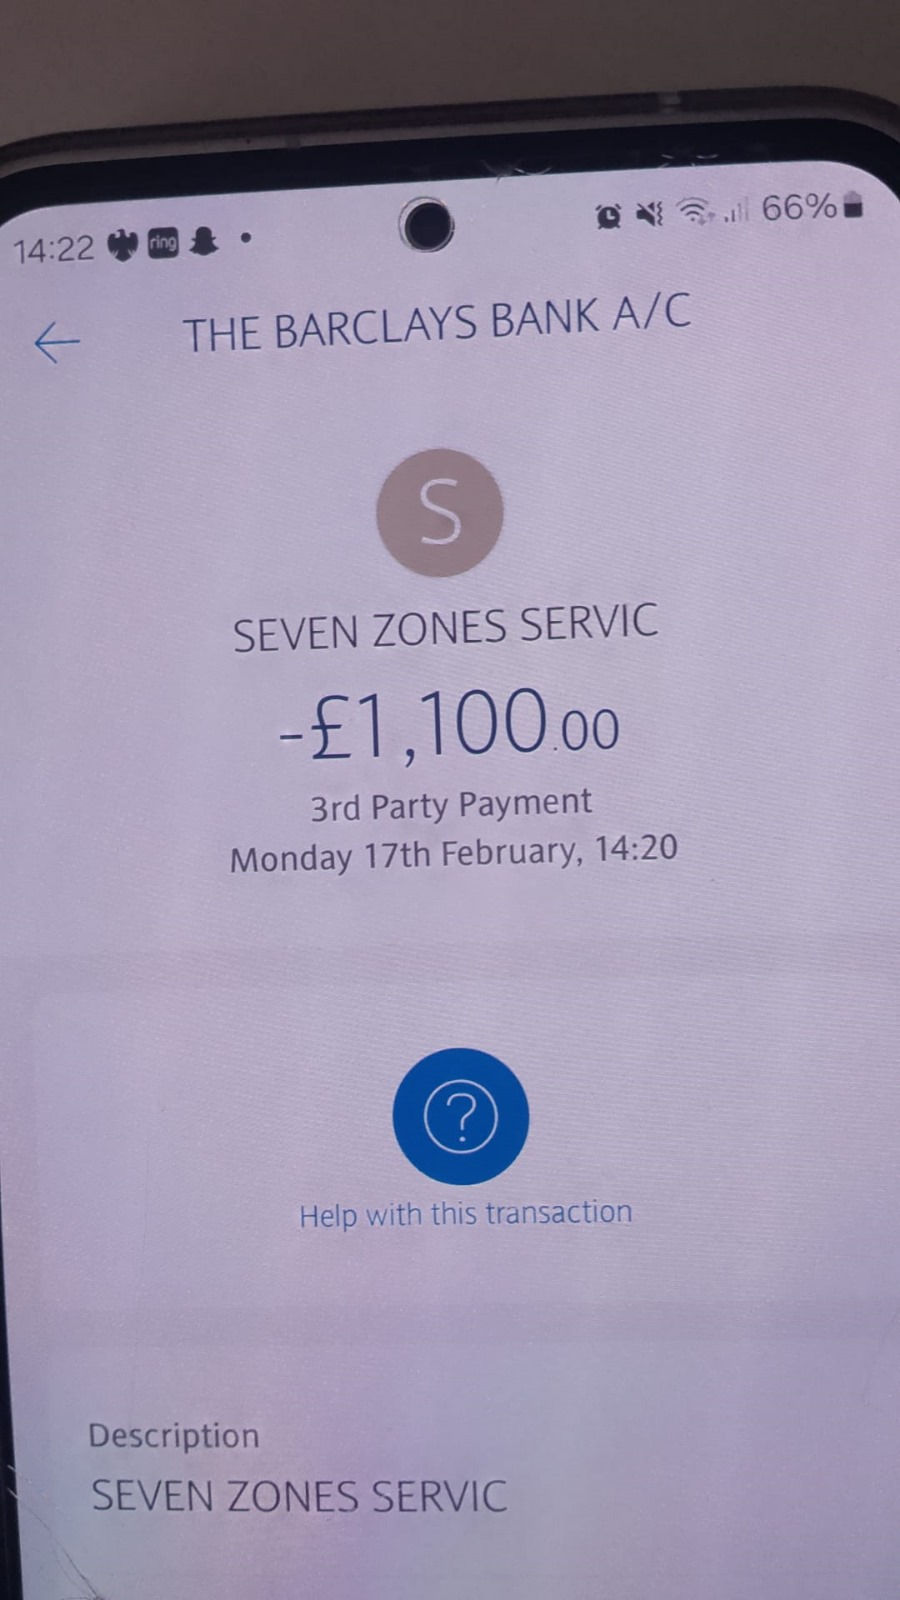 14:22 ring 66%
THE BARCLAYS BANK A/C
S
SEVEN ZONES SERVIC
-£1,100.00
3rd Party Payment
Monday 17th February, 14:20
?
Help with this transaction
Description
SEVEN ZONES SERVIC